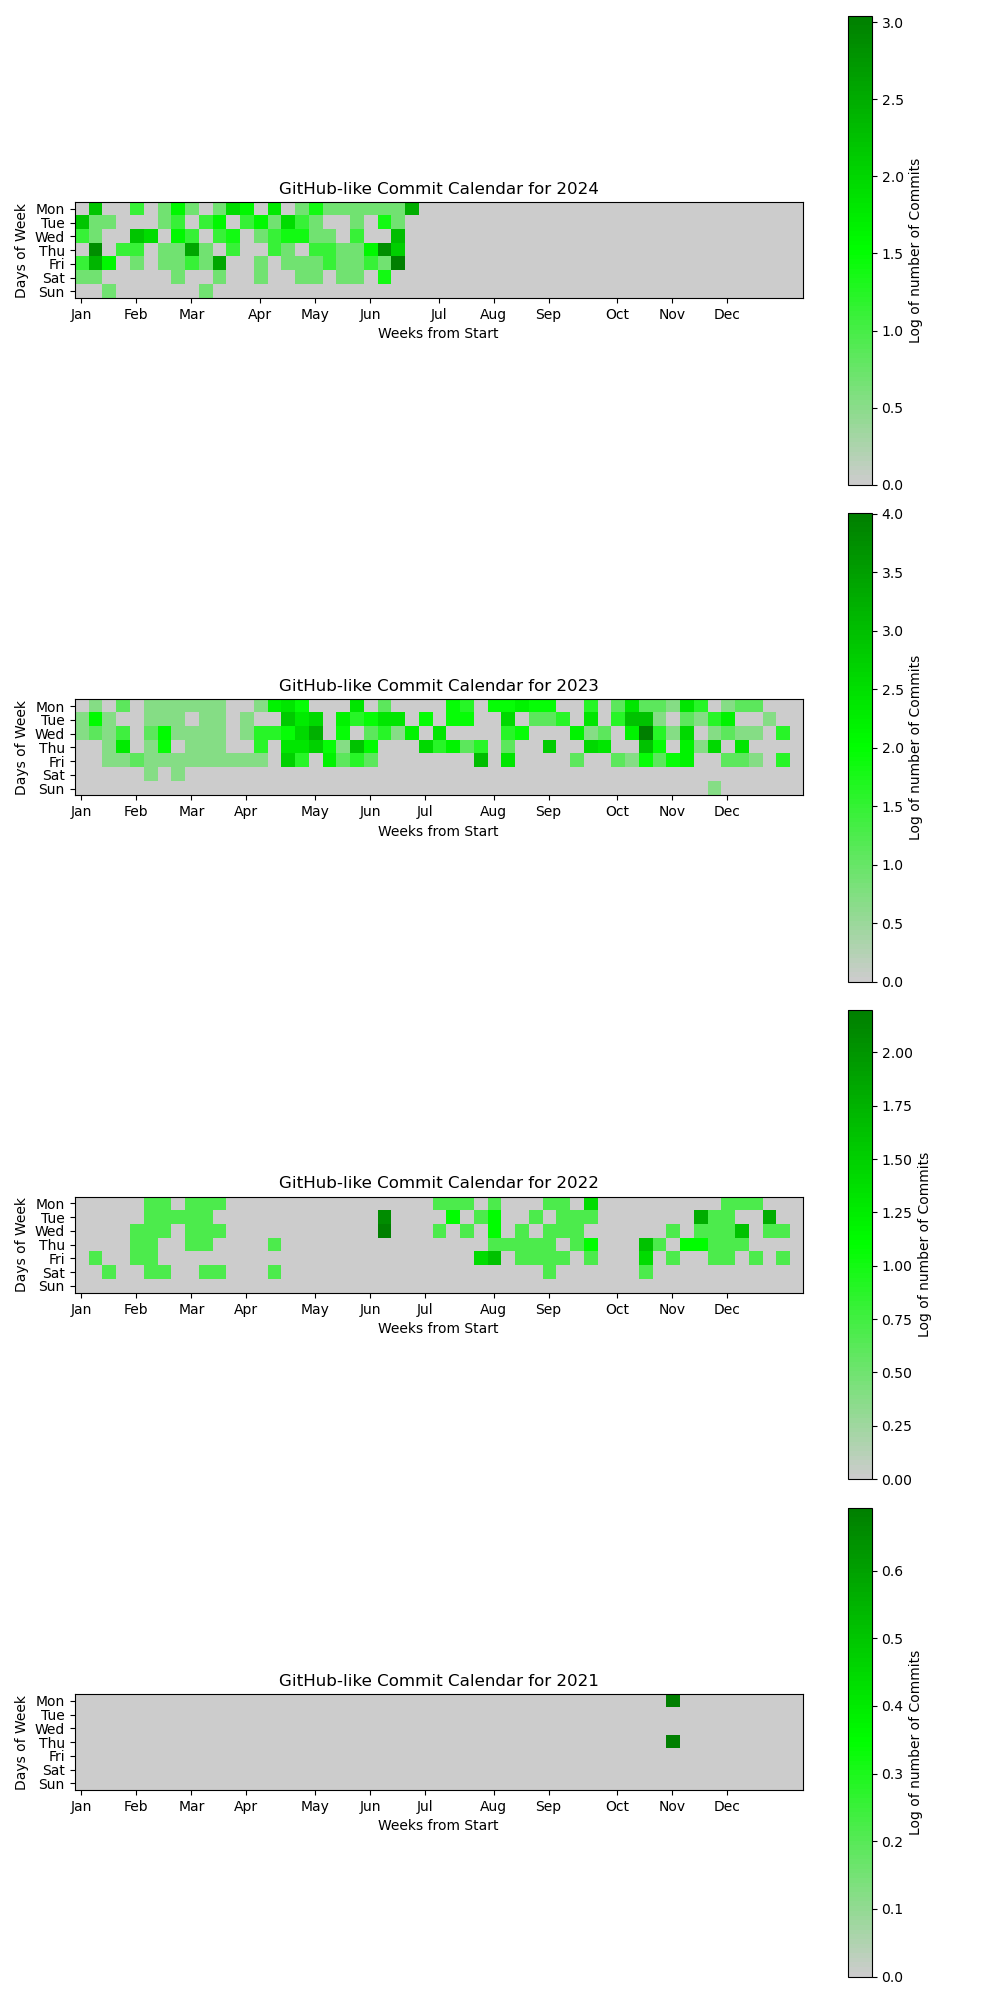 GitHub-like Commit Calendar for 2024
Days of Week
Mon
Tue
Wed
Thu
Fri
Sat
Sun
Jan Feb Mar Apr May Jun Jul Aug Sep Oct Nov Dec
Weeks from Start
3.0
2.5
2.0
1.5
1.0
0.5
0.0
Log of number of Commits
GitHub-like Commit Calendar for 2023
Days of Week
Mon
Tue
Wed
Thu
Fri
Sat
Sun
Jan Feb Mar Apr May Jun Jul Aug Sep Oct Nov Dec
Weeks from Start
4.0
3.5
3.0
2.5
2.0
1.5
1.0
0.5
0.0
Log of number of Commits
GitHub-like Commit Calendar for 2022
Days of Week
Mon
Tue
Wed
Thu
Fri
Sat
Sun
Jan Feb Mar Apr May Jun Jul Aug Sep Oct Nov Dec
Weeks from Start
2.00
1.75
1.50
1.25
1.00
0.75
0.50
0.25
0.00
Log of number of Commits
GitHub-like Commit Calendar for 2021
Days of Week
Mon
Tue
Wed
Thu
Fri
Sat
Sun
Jan Feb Mar Apr May Jun Jul Aug Sep Oct Nov Dec
Weeks from Start
0.6
0.5
0.4
0.3
0.2
0.1
0.0
Log of number of Commits